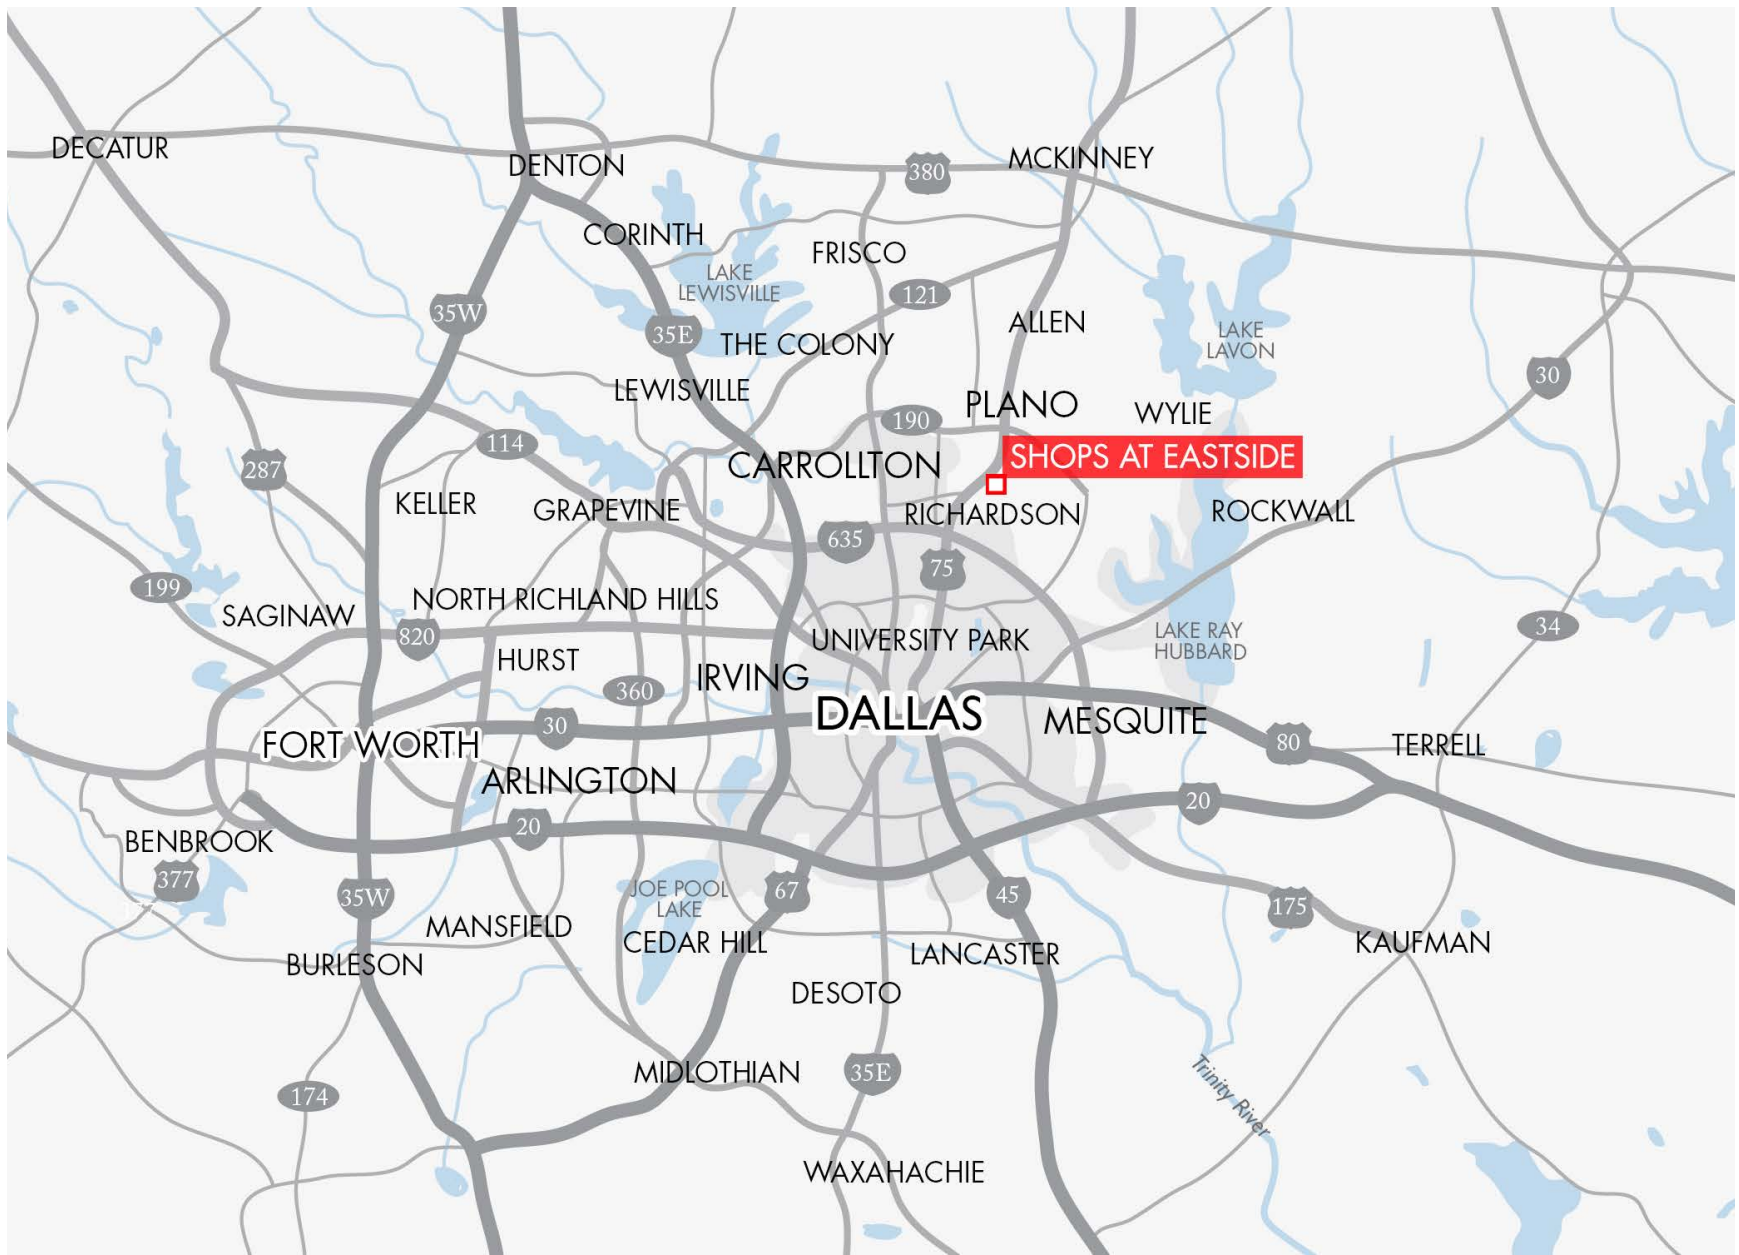 DECATUR
DENTON
MCKINNEY
380
CORINTH
FRISCO
LAKE
LEWISVILLE
121
35W
35E
THE COLONY
ALLEN
LAKE
LAVON
30
LEWISVILLE
PLANO
WYLIE
190
114
CARROLLTON
SHOPS AT EASTSIDE
287
KELLER
GRAPEVINE
RICHARDSON
ROCKWALL
635
75
199
NORTH RICHLAND HILLS
SAGINAW
820
UNIVERSITY PARK
LAKE RAY
HUBBARD
34
HURST
IRVING
360
DALLAS
MESQUITE
30
FORT WORTH
80
TERRELL
ARLINGTON
20
20
BENBROOK
377
35W
JOE POOL
LAKE
67
45
175
MANSFIELD
CEDAR HILL
LANCASTER
KAUFMAN
BURLESON
DESOTO
MIDLOTHIAN
35E
174
Trinity River
WAXAHACHIE